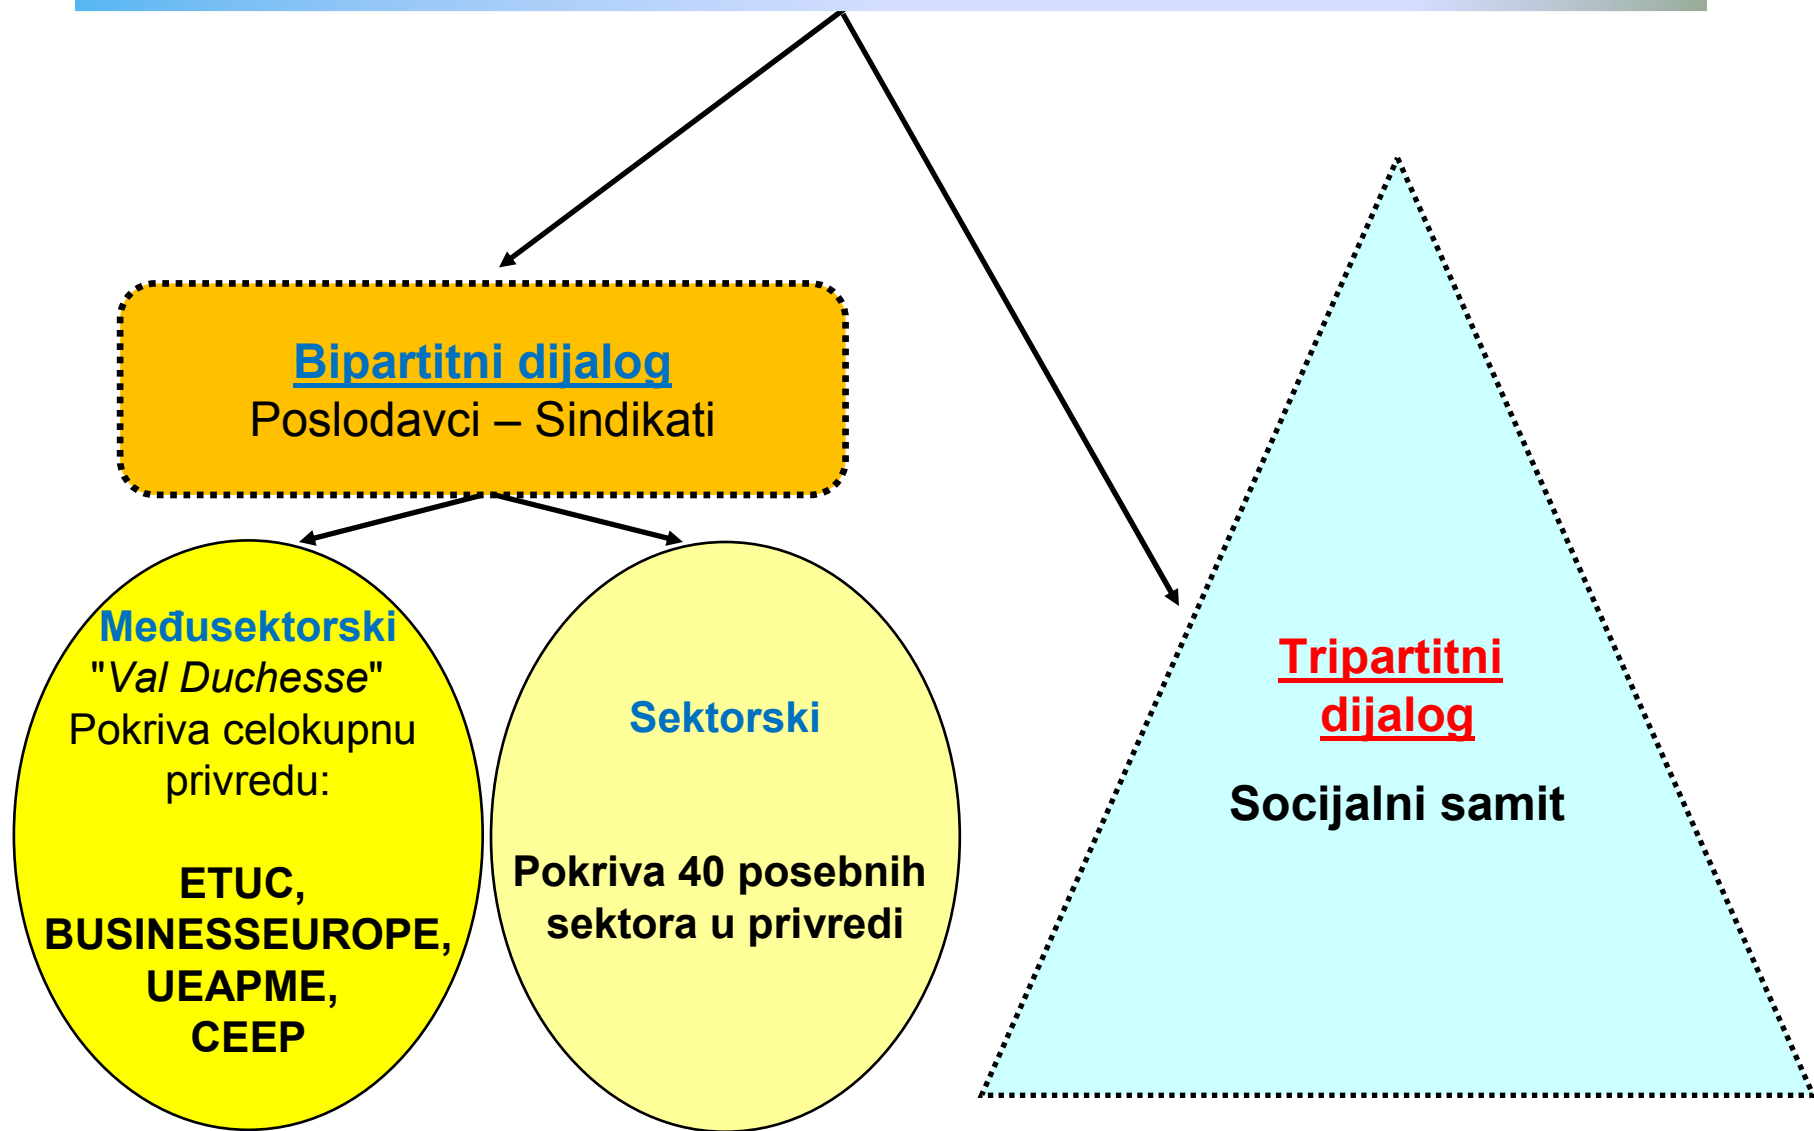 Bipartitni dijalog
Poslodavci – Sindikati
Međusektorski
"Val Duchesse"
Pokriva celokupnu
privredu:
ETUC,
BUSINESSEUROPE,
UEAPME,
CEEP
Sektorski
Pokriva 40 posebnih
sektora u privredi
Tripartitni
dijalog
Socijalni samit